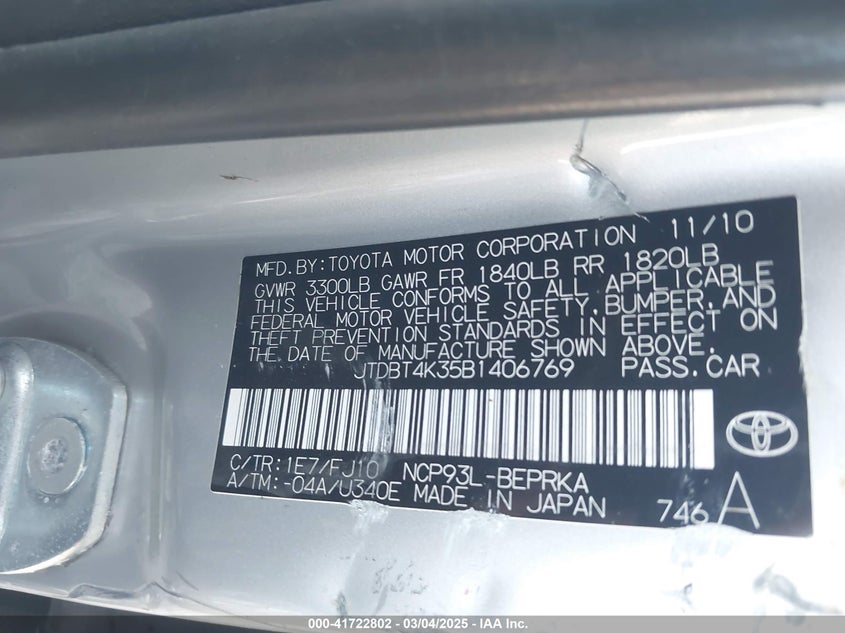 MFD.BY:TOYOTA MOTOR CORPORATION 11/10
GVWR 3300LB GAWR FR 1840LB RR 1820LB
THIS VEHICLE CONFORMS TO ALL APPLICABLE
FEDERAL MOTOR VEHICLE SAFETY,BUMPER,AND
THEFT PREVENTION STANDARDS IN EFFECT ON
THE DATE OF MANUFACTURE SHOWN ABOVE.
JTDBT4K35B1406769 PASS.CAR
C/TR:1E7/FJ10 NCP93L-BEPRKA
A/TM:-04A/U340E MADE IN JAPAN 746 A
000-41722802 - 03/04/2025 - IAA Inc.